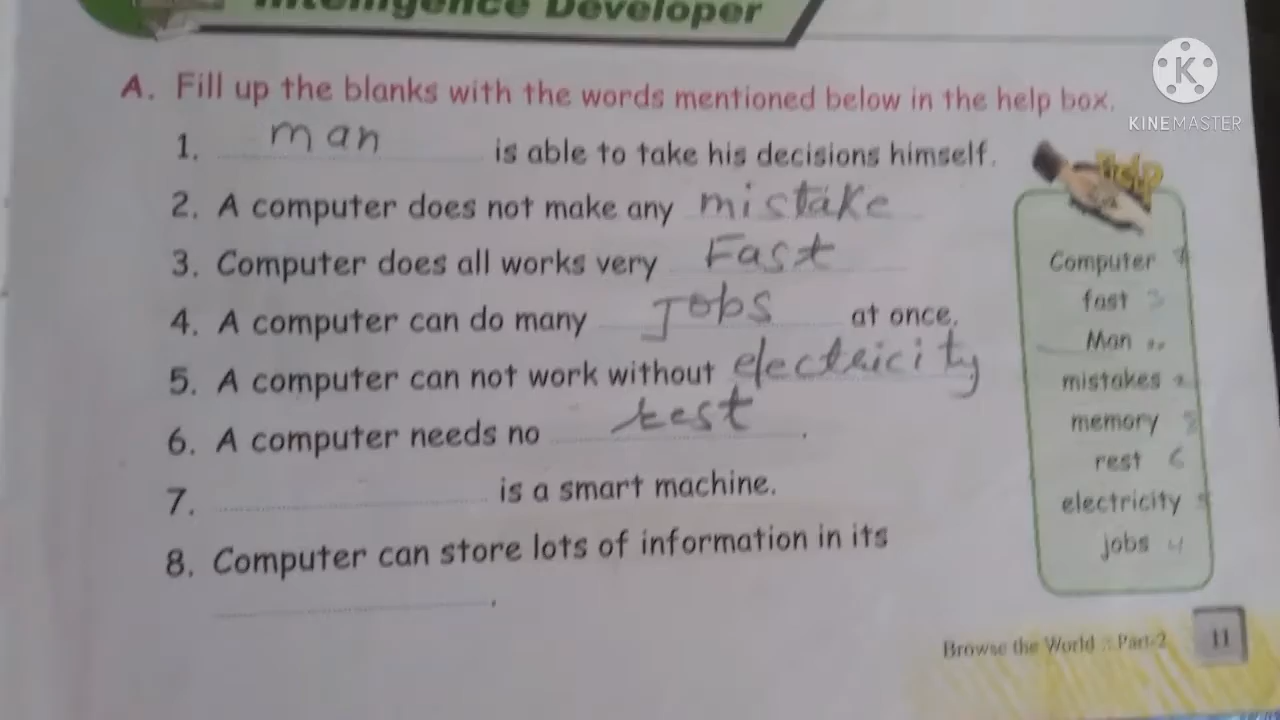 Intelligence Developer
KINEMASTER
A. Fill up the blanks with the words mentioned below in the help box.
1. man is able to take his decisions himself.
2. A computer does not make any mistake
3. Computer does all works very Fast
4. A computer can do many Jobs at once.
5. A computer can not work without electricity
6. A computer needs no rest .
7. is a smart machine.
8. Computer can store lots of information in its
.
Help
Computer
fast 3
Man
mistakes
memory
rest 6
electricity 5
jobs 4
Browse the World :: Part-2 11